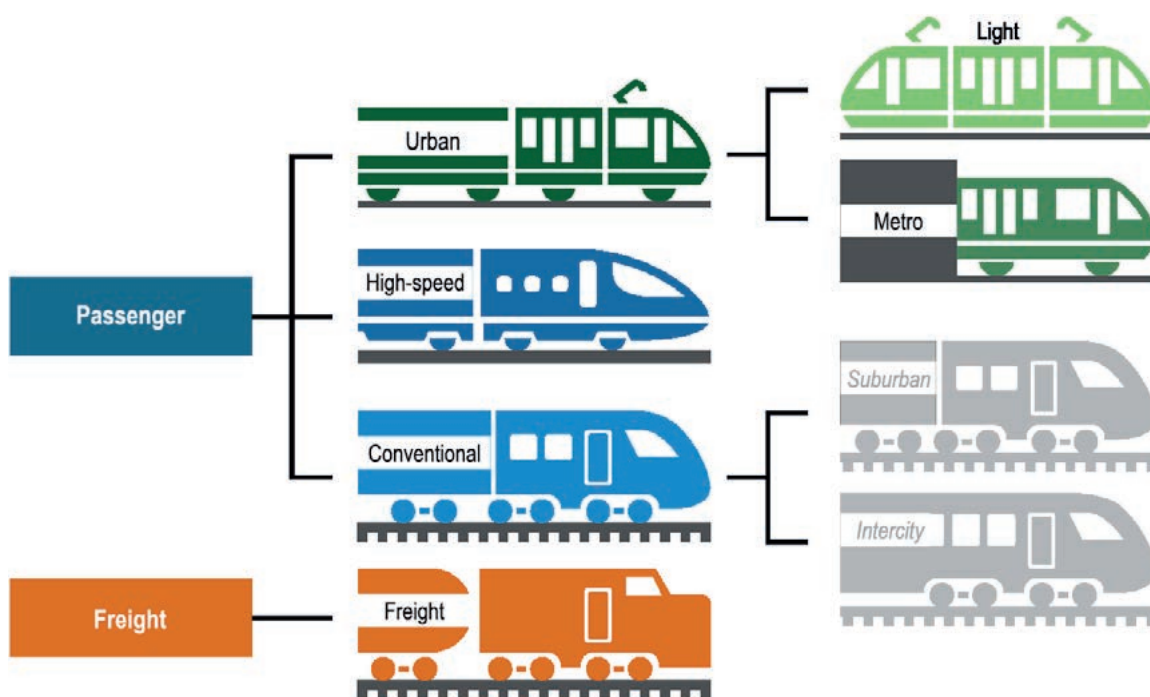 Light
Urban
Metro
High-speed
Passenger
Suburban
Conventional
Intercity
Freight
Freight